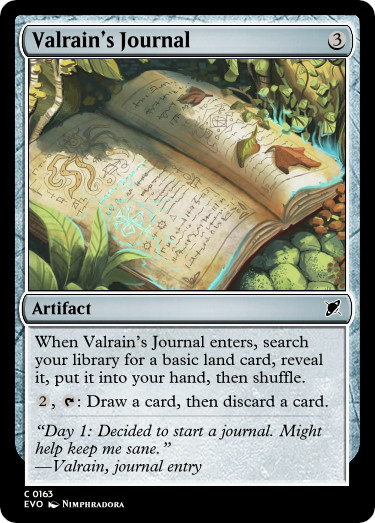 Valrain's Journal 3
Artifact
When Valrain's Journal enters, search
your library for a basic land card, reveal
it, put it into your hand, then shuffle.
2, : Draw a card, then discard a card.
"Day 1: Decided to start a journal. Might
help keep me sane."
—Valrain, journal entry
C 0163
EVO Nimphradora